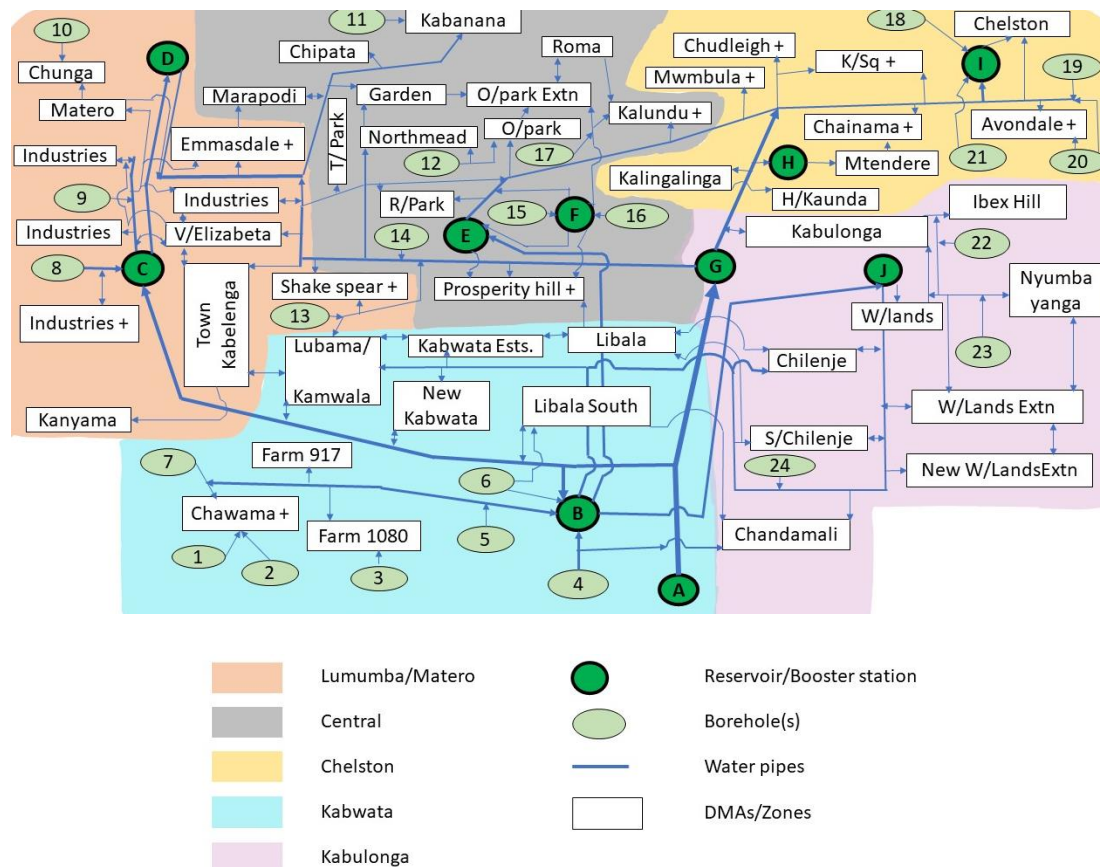 10
11
Kabanana
18
Chelston
D
Chipata
Roma
Chudleigh +
I
Chunga
K/Sq +
19
Mwmbula +
Matero
Marapodi
Garden
O/park Extn
Kalundu +
Chainama +
Avondale +
Emmasdale +
T/ Park
Northmead
O/park
Industries
12
17
H
Mtendere
21
20
Kalingalinga
9
Industries
R/Park
H/Kaunda
Ibex Hill
Industries
V/Elizabeta
14
15
F
16
E
Kabulonga
22
8
C
G
J
Nyumba
yanga
Shake spear +
Prosperity hill +
W/lands
Industries +
Town
Kabelenga
13
Lubama/
Kamwala
Kabwata Ests.
Libala
Chilenje
23
New
Kabwata
Libala South
W/Lands Extn
Kanyama
S/Chilenje
7
Farm 917
24
New W/LandsExtn
6
Chawama +
B
Farm 1080
5
Chandamali
1
2
3
4
A
Lumumba/Matero
Reservoir/Booster station
Central
Borehole(s)
Chelston
Water pipes
Kabwata
DMAs/Zones
Kabulonga